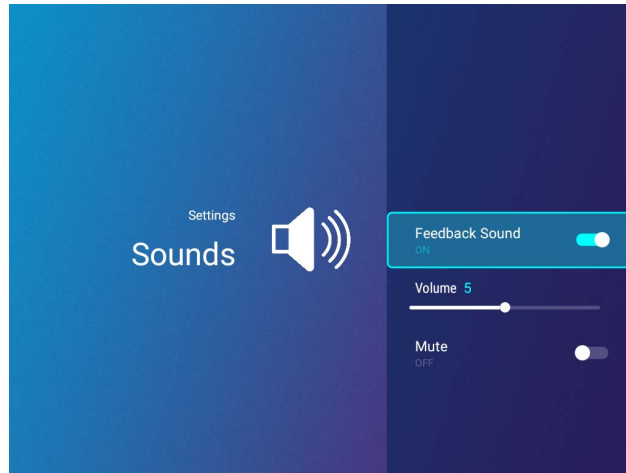 Settings
Sounds
Feedback Sound
ON
Volume 5
Mute
OFF